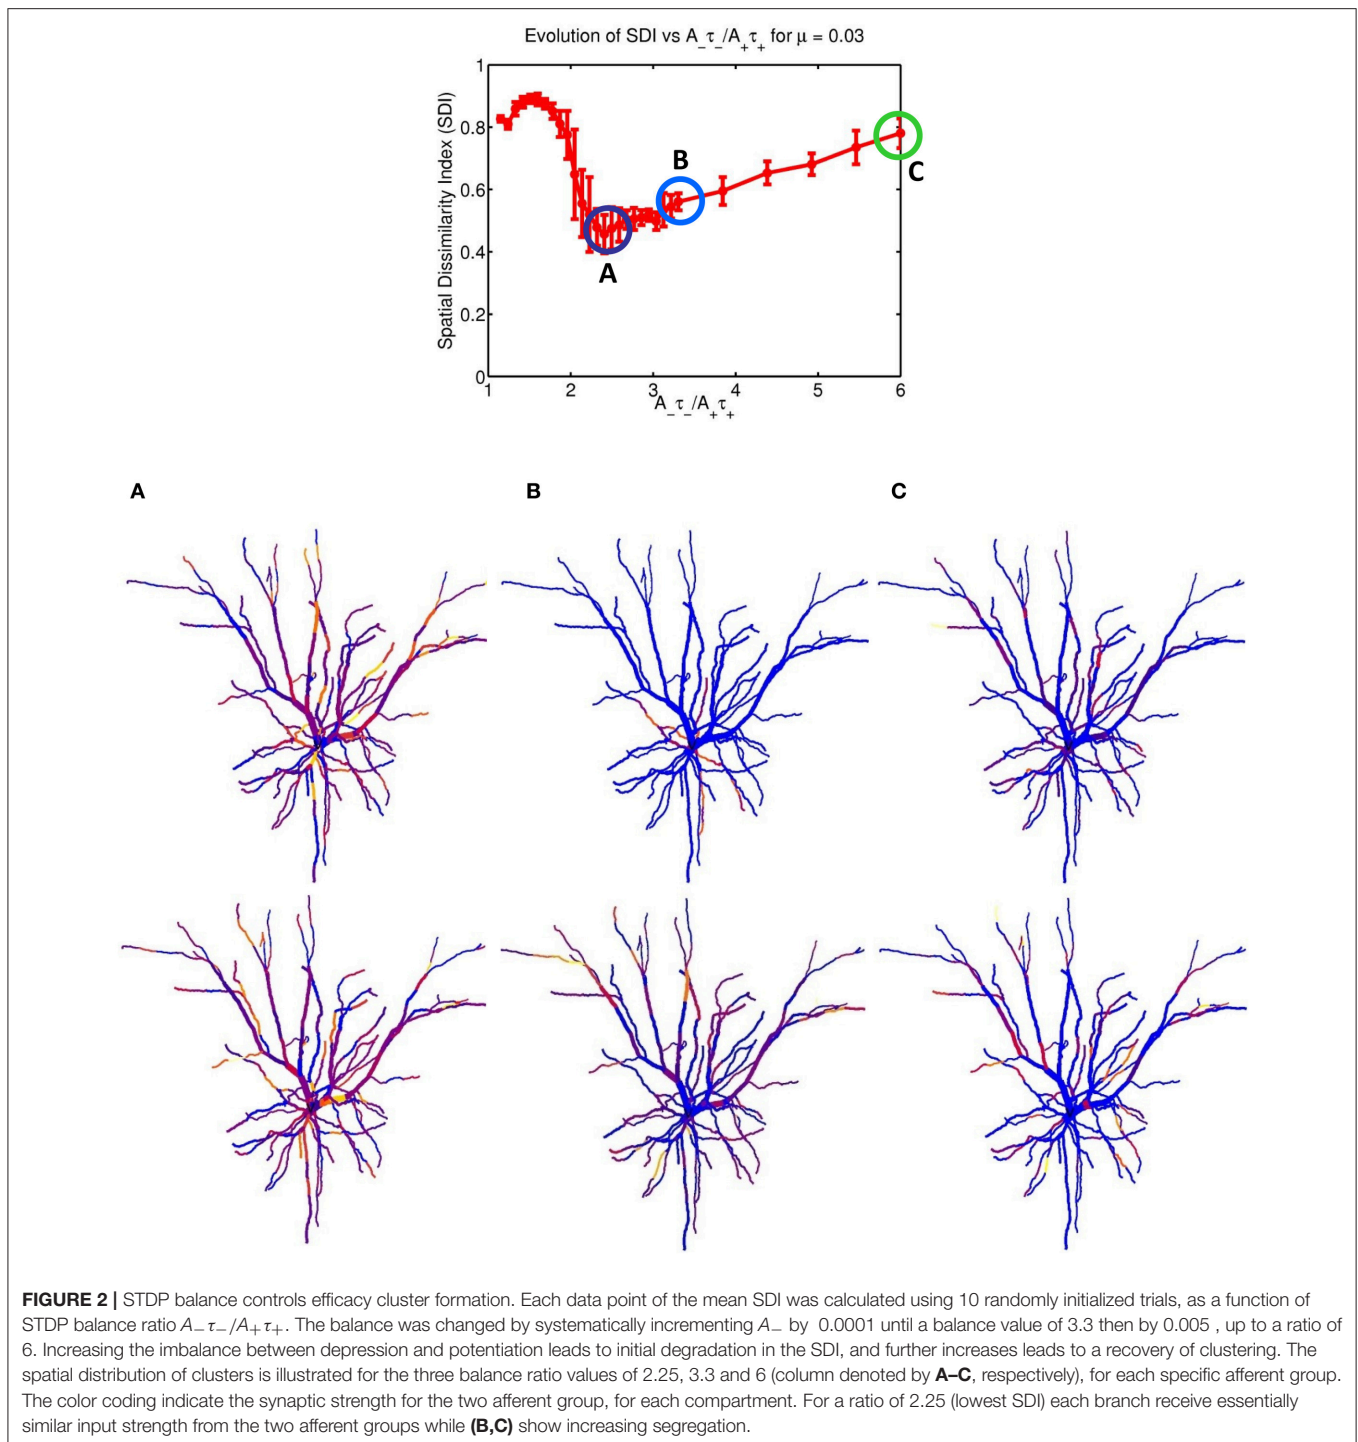 Evolution of SDI vs A_τ_/A+τ+ for μ = 0.03
Spatial Dissimilarity Index (SDI)
1
0.8
0.6
0.4
0.2
0
1 2 3 4 5 6
A_τ_/A+τ+
A
B
C
A B C
FIGURE 2 | STDP balance controls efficacy cluster formation. Each data point of the mean SDI was calculated using 10 randomly initialized trials, as a function of
STDP balance ratio A−τ−/A+τ+. The balance was changed by systematically incrementing A− by 0.0001 until a balance value of 3.3 then by 0.005 , up to a ratio of
6. Increasing the imbalance between depression and potentiation leads to initial degradation in the SDI, and further increases leads to a recovery of clustering. The
spatial distribution of clusters is illustrated for the three balance ratio values of 2.25, 3.3 and 6 (column denoted by A–C, respectively), for each specific afferent group.
The color coding indicate the synaptic strength for the two afferent group, for each compartment. For a ratio of 2.25 (lowest SDI) each branch receive essentially
similar input strength from the two afferent groups while (B,C) show increasing segregation.